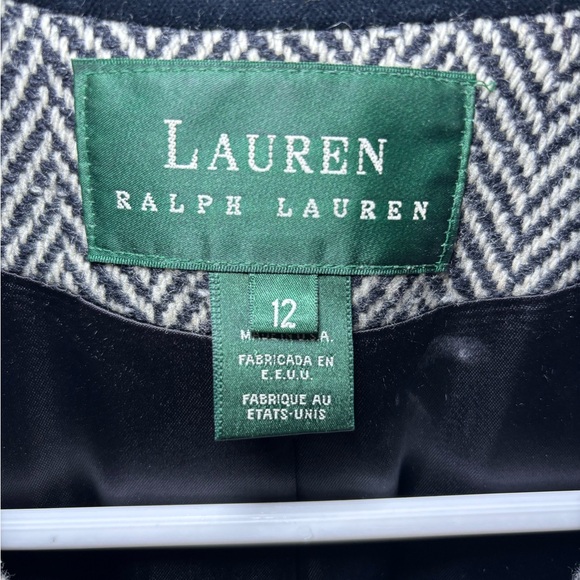 LAUREN
RALPH LAUREN
12
FABRICADA EN
E.E.U.U.
FABRIQUE AU
ETATS-UNIS